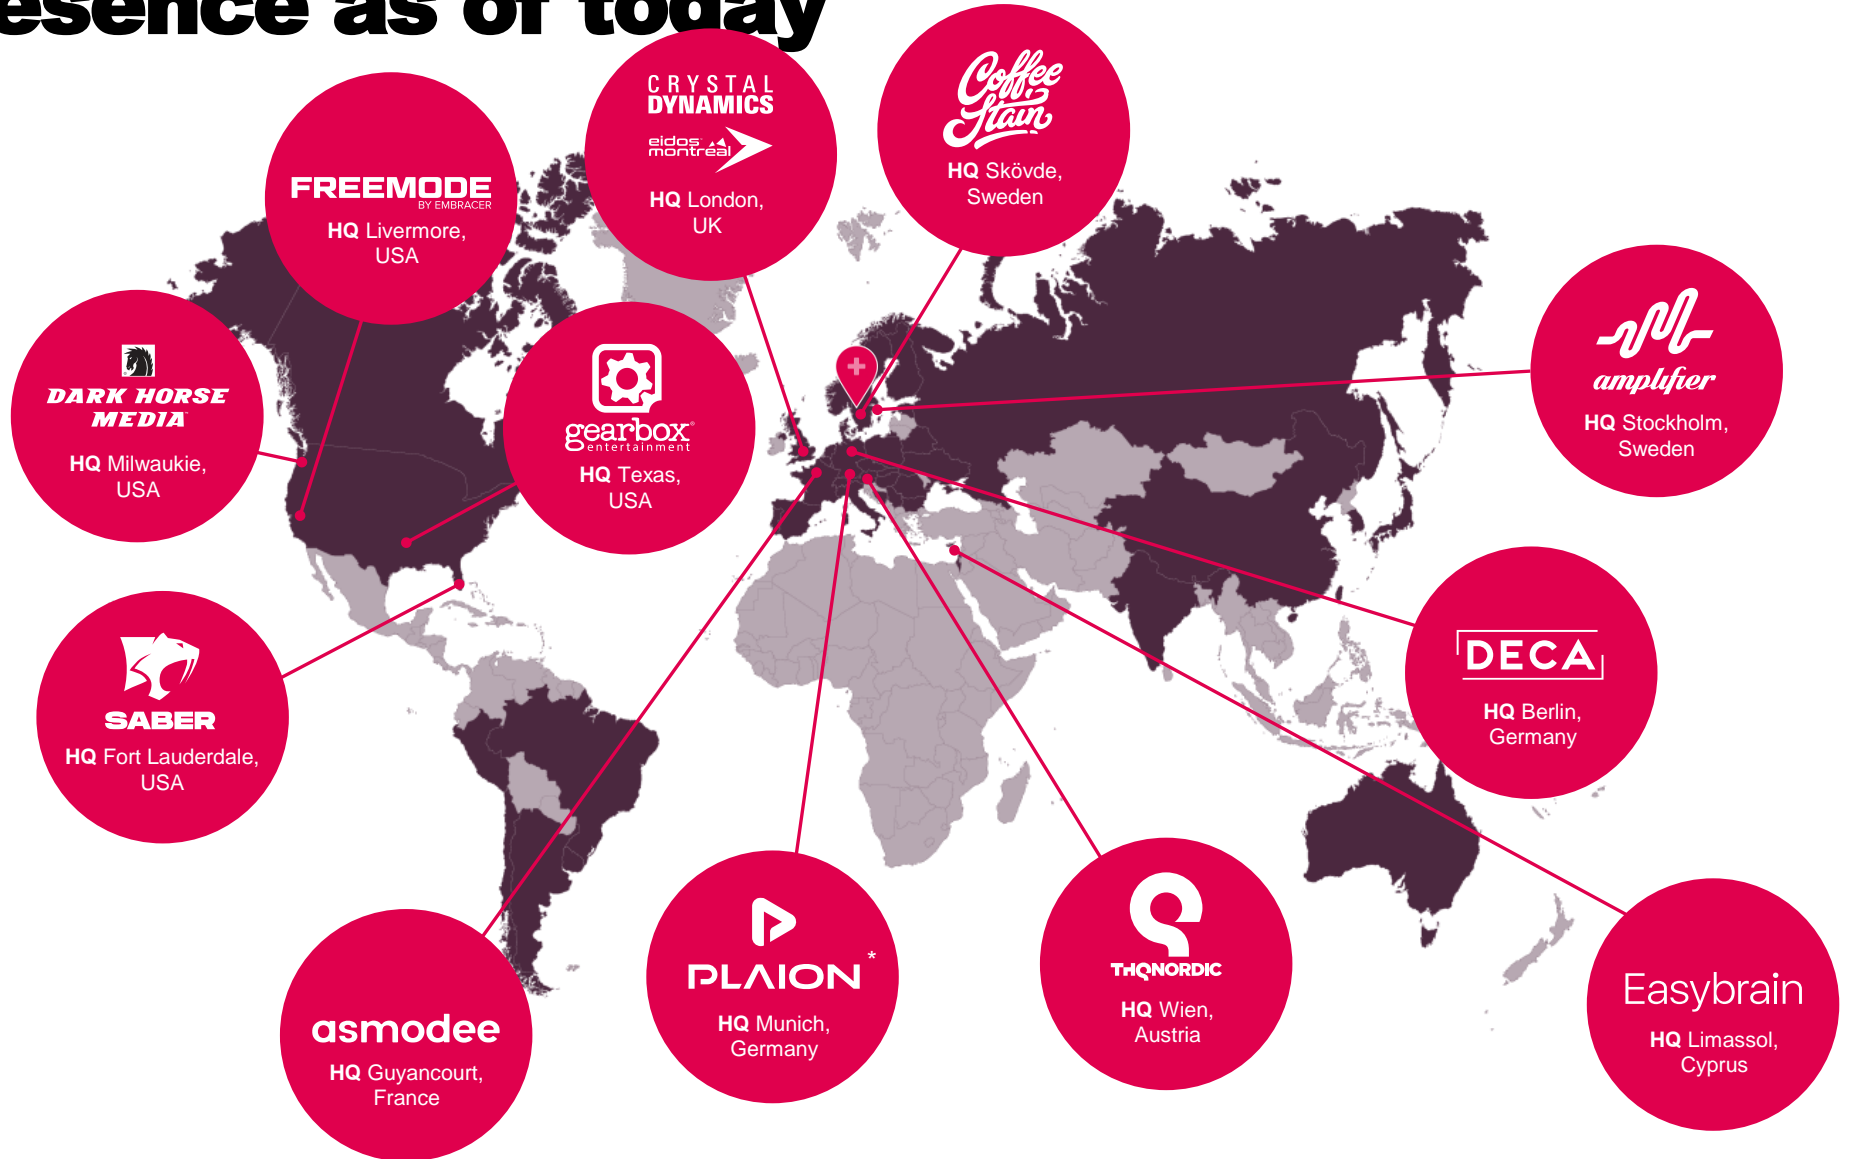 esence as of today
CRYSTAL
DYNAMICS
eidos
montréal
HQ London,
UK
Coffee
Stain
HQ Skövde,
Sweden
FREEMODE
BY EMBRACER
HQ Livermore,
USA
DARK HORSE
MEDIA
HQ Milwaukie,
USA
gearbox®
entertainment
HQ Texas,
USA
amplifier
HQ Stockholm,
Sweden
SABER
HQ Fort Lauderdale,
USA
DECA
HQ Berlin,
Germany
asmodee
HQ Guyancourt,
France
PLAION*
HQ Munich,
Germany
THQNORDIC
HQ Wien,
Austria
Easybrain
HQ Limassol,
Cyprus